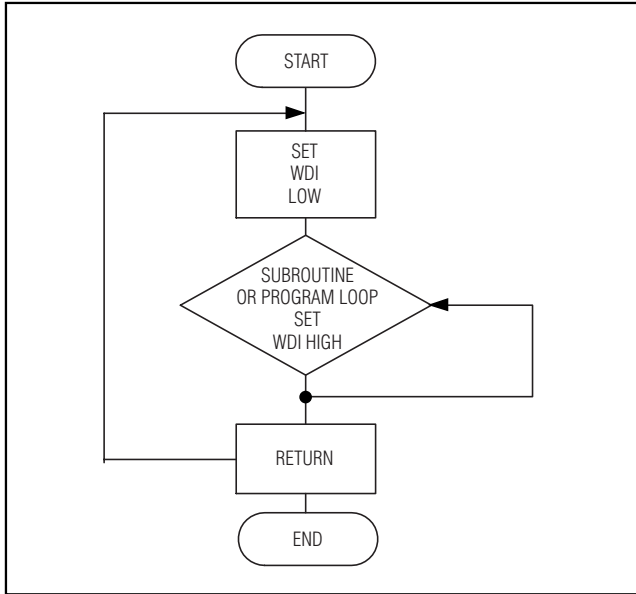 START
SET
WDI
LOW
SUBROUTINE
OR PROGRAM LOOP
SET
WDI HIGH
RETURN
END